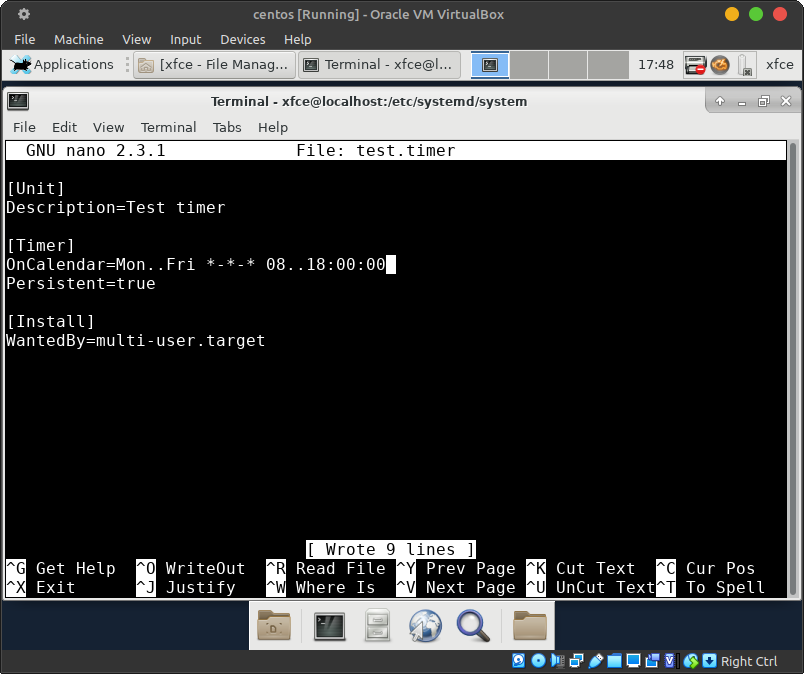 centos [Running] - Oracle VM VirtualBox
File Machine View Input Devices Help
Applications [xfce - File Manag... Terminal - xfce@l... 17:48 xfce
Terminal - xfce@localhost:/etc/systemd/system
File Edit View Terminal Tabs Help
GNU nano 2.3.1 File: test.timer
[Unit]
Description=Test timer
[Timer]
OnCalendar=Mon..Fri *-*-* 08..18:00:00
Persistent=true
[Install]
WantedBy=multi-user.target
[ Wrote 9 lines ]
^G Get Help ^O WriteOut ^R Read File ^Y Prev Page ^K Cut Text ^C Cur Pos
^X Exit ^J Justify ^W Where Is ^V Next Page ^U UnCut Text ^T To Spell
Right Ctrl